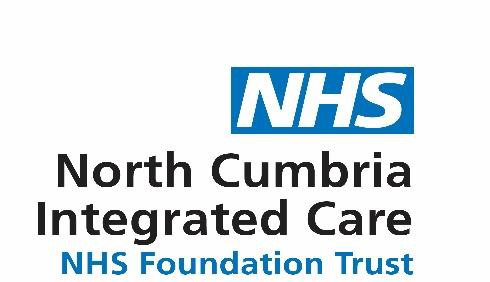 NHS
North Cumbria
Integrated Care
NHS Foundation Trust